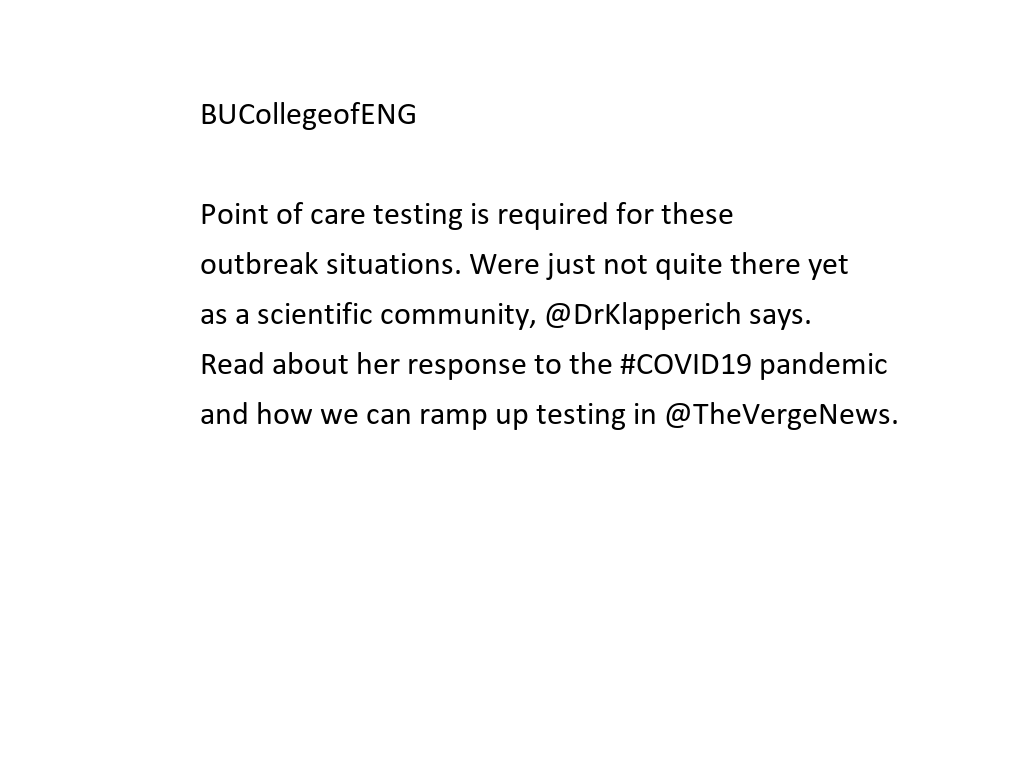 BUCollegeofENG
Point of care testing is required for these
outbreak situations. Were just not quite there yet
as a scientific community, @DrKlapperich says.
Read about her response to the #COVID19 pandemic
and how we can ramp up testing in @TheVergeNews.